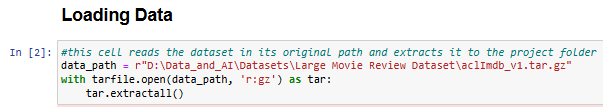 Loading Data
In [2]: #this cell reads the dataset in its original path and extracts it to the project folder
data_path = r"D:\Data_and_AI\Datasets\Large Movie Review Dataset\aclImdb_v1.tar.gz"
with tarfile.open(data_path, 'r:gz') as tar:
    tar.extractall()